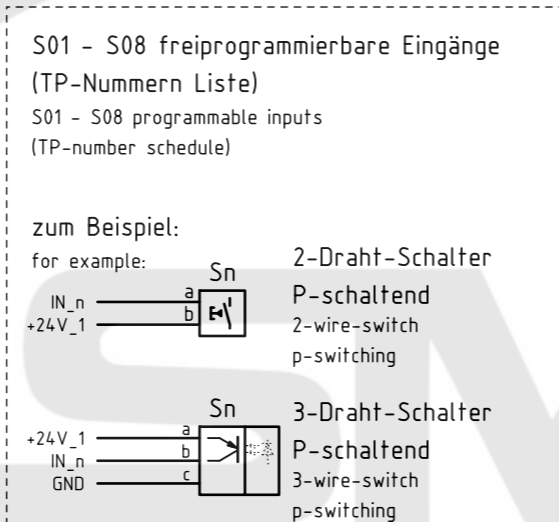 S01 - S08 freiprogrammierbare Eingänge
(TP-Nummern Liste)
S01 - S08 programmable inputs
(TP-number schedule)
zum Beispiel:
for example:
Sn
2-Draht-Schalter
P-schaltend
2-wire-switch
p-switching
IN_n a
+24V_1 b
Sn
3-Draht-Schalter
P-schaltend
3-wire-switch
p-switching
+24V_1 a
IN_n b
GND c